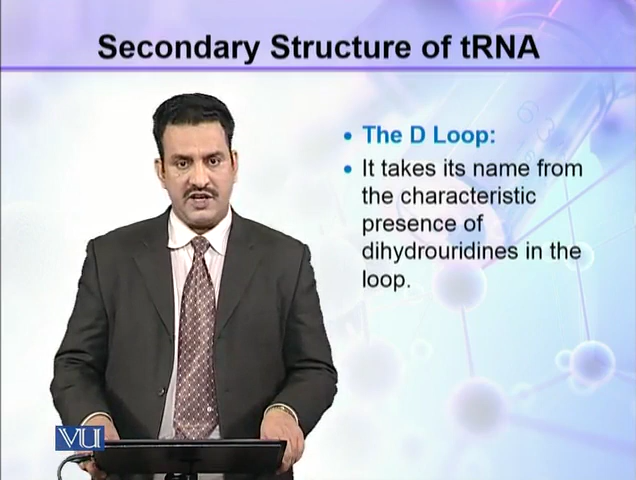 Secondary Structure of tRNA
• The D Loop:
• It takes its name from
the characteristic
presence of
dihydrouridines in the
loop.
VU